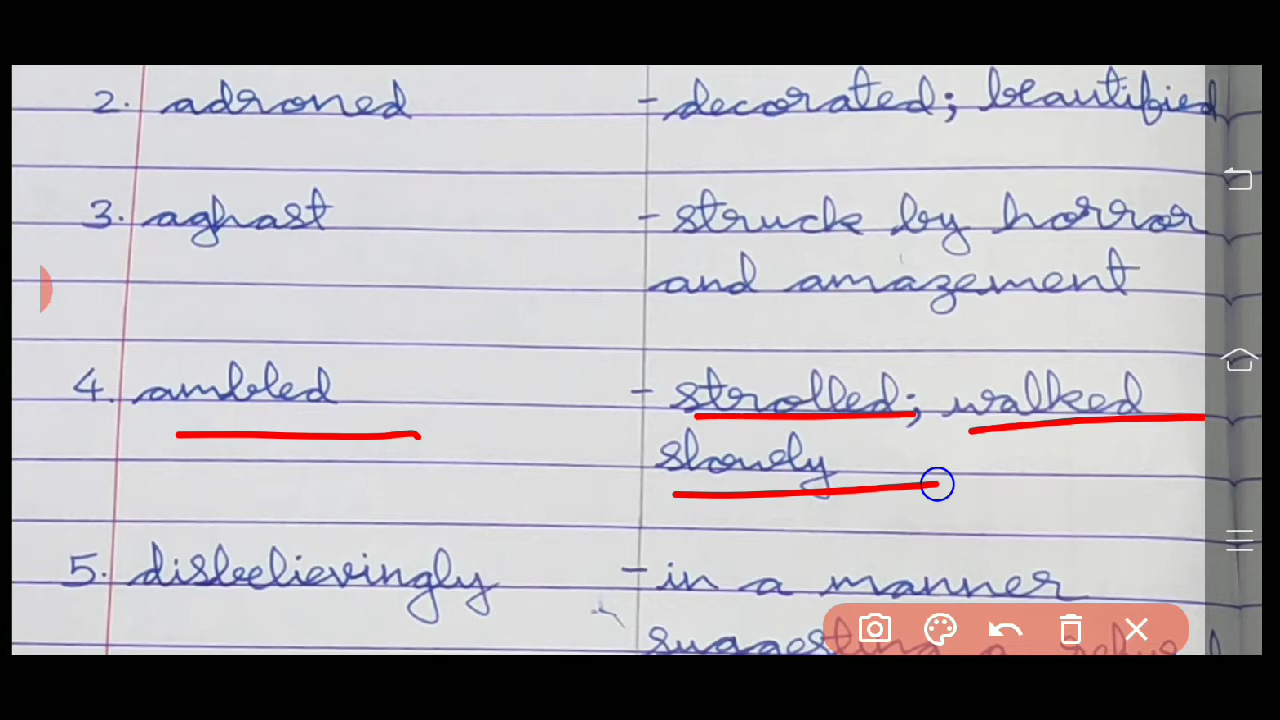 2. adroned - decorated; beautified
3. aghast - struck by horror
and amazement
4. ambled - strolled; walked
slowly
5. disbelievingly - in a manner
suggesting a